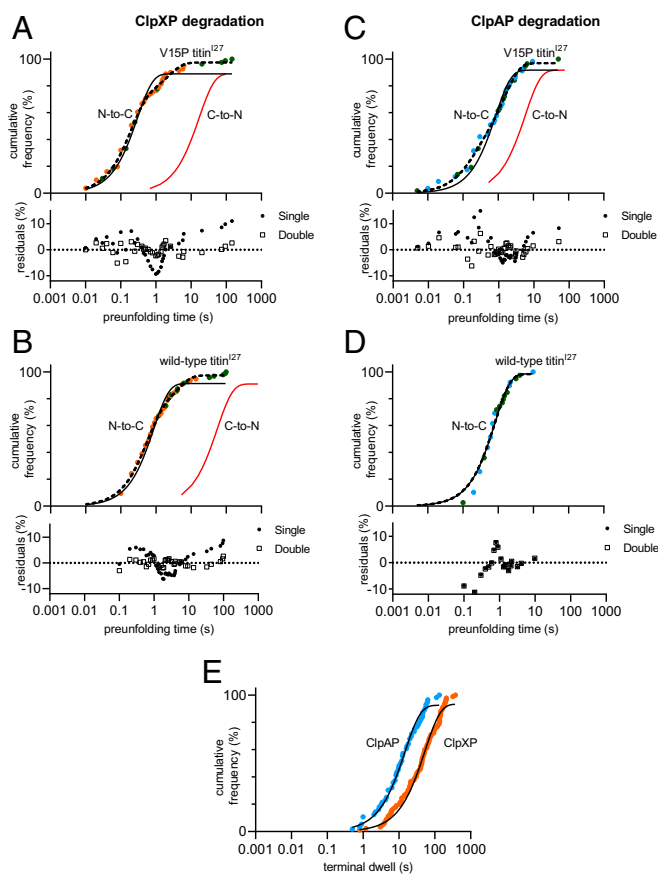 ClpXP degradation
ClpAP degradation
A
V15P titin^I27
100
0
cumulative
frequency (%)
N-to-C
C-to-N
10
0
-10
residuals (%)
Single
Double
0.001 0.01 0.1 1 10 100 1000
preunfolding time (s)
C
V15P titin^I27
100
0
cumulative
frequency (%)
N-to-C
C-to-N
10
0
-10
residuals (%)
Single
Double
0.001 0.01 0.1 1 10 100 1000
preunfolding time (s)
B
wild-type titin^I27
100
0
cumulative
frequency (%)
N-to-C
C-to-N
10
0
-10
residuals (%)
Single
Double
0.001 0.01 0.1 1 10 100 1000
preunfolding time (s)
D
wild-type titin^I27
100
0
cumulative
frequency (%)
N-to-C
10
0
-10
residuals (%)
Single
Double
0.001 0.01 0.1 1 10 100 1000
preunfolding time (s)
E
100
0
cumulative
frequency (%)
ClpAP
ClpXP
0.001 0.01 0.1 1 10 100 1000
terminal dwell (s)